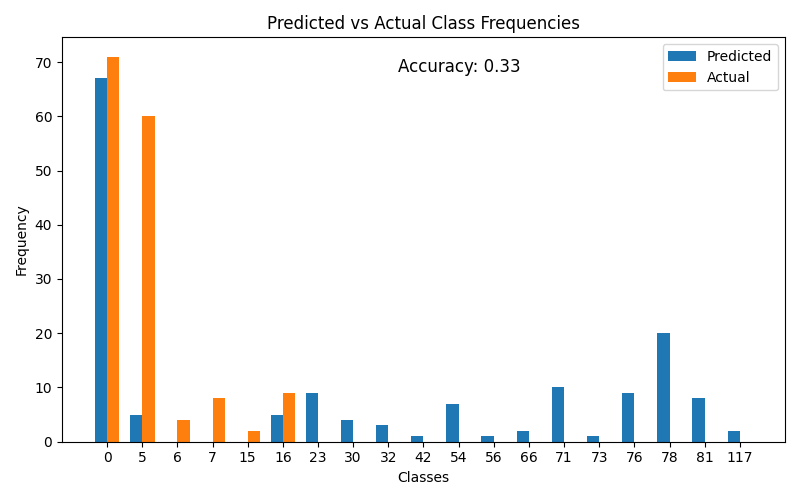 Predicted vs Actual Class Frequencies
Accuracy: 0.33
Predicted
Actual
Frequency
70
60
50
40
30
20
10
0
0 5 6 7 15 16 23 30 32 42 54 56 66 71 73 76 78 81 117
Classes